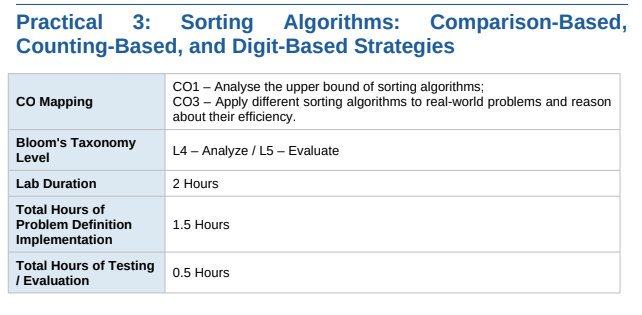 Practical 3: Sorting Algorithms: Comparison-Based,
Counting-Based, and Digit-Based Strategies
CO Mapping
CO1 – Analyse the upper bound of sorting algorithms;
CO3 – Apply different sorting algorithms to real-world problems and reason
about their efficiency.
Bloom's Taxonomy
Level
L4 – Analyze / L5 – Evaluate
Lab Duration
2 Hours
Total Hours of
Problem Definition
Implementation
1.5 Hours
Total Hours of Testing
/ Evaluation
0.5 Hours